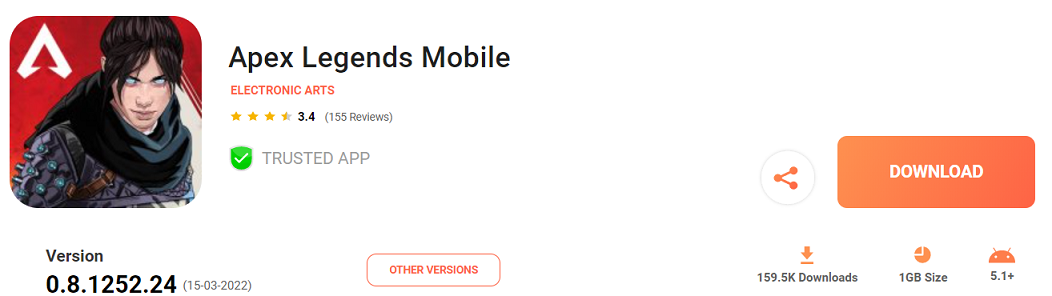 Apex Legends Mobile
ELECTRONIC ARTS
3.4 (155 Reviews)
TRUSTED APP
DOWNLOAD
Version
0.8.1252.24 (15-03-2022)
OTHER VERSIONS
159.5K Downloads
1GB Size
5.1+